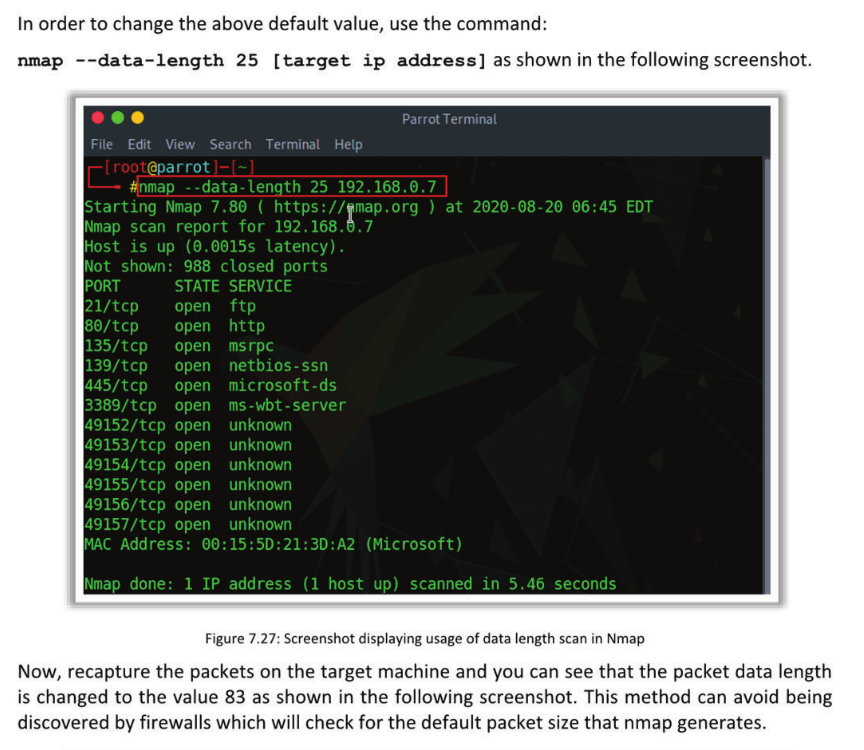 In order to change the above default value, use the command:
nmap --data-length 25 [target ip address] as shown in the following screenshot.
Parrot Terminal
File Edit View Search Terminal Help
[root@parrot]-[~]
#nmap --data-length 25 192.168.0.7
Starting Nmap 7.80 ( https://nmap.org ) at 2020-08-20 06:45 EDT
Nmap scan report for 192.168.0.7
Host is up (0.0015s latency).
Not shown: 988 closed ports
PORT STATE SERVICE
21/tcp open ftp
80/tcp open http
135/tcp open msrpc
139/tcp open netbios-ssn
445/tcp open microsoft-ds
3389/tcp open ms-wbt-server
49152/tcp open unknown
49153/tcp open unknown
49154/tcp open unknown
49155/tcp open unknown
49156/tcp open unknown
49157/tcp open unknown
MAC Address: 00:15:5D:21:3D:A2 (Microsoft)
Nmap done: 1 IP address (1 host up) scanned in 5.46 seconds
Figure 7.27: Screenshot displaying usage of data length scan in Nmap
Now, recapture the packets on the target machine and you can see that the packet data length
is changed to the value 83 as shown in the following screenshot. This method can avoid being
discovered by firewalls which will check for the default packet size that nmap generates.